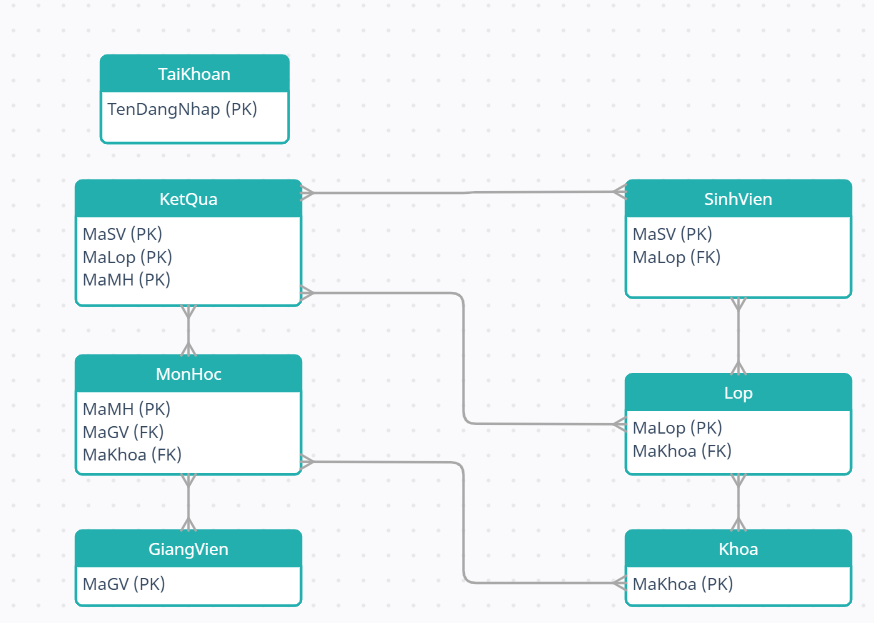 TaiKhoan
TenDangNhap (PK)
KetQua
MaSV (PK)
MaLop (PK)
MaMH (PK)
SinhVien
MaSV (PK)
MaLop (FK)
MonHoc
MaMH (PK)
MaGV (FK)
MaKhoa (FK)
Lop
MaLop (PK)
MaKhoa (FK)
GiangVien
MaGV (PK)
Khoa
MaKhoa (PK)